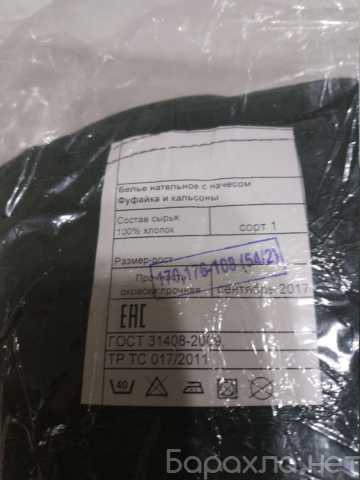 Белье нательное с начесом
Фуфайка и кальсоны
Состав сырья:
100% хлопок
сорт 1
Размер-рост
170,176-108 (54/2)
Прочность
окраски:прочная
сентябрь 2017
ЕАС
ГОСТ 31408-2009,
ТР ТС 017/2011
40
Барахла.нет